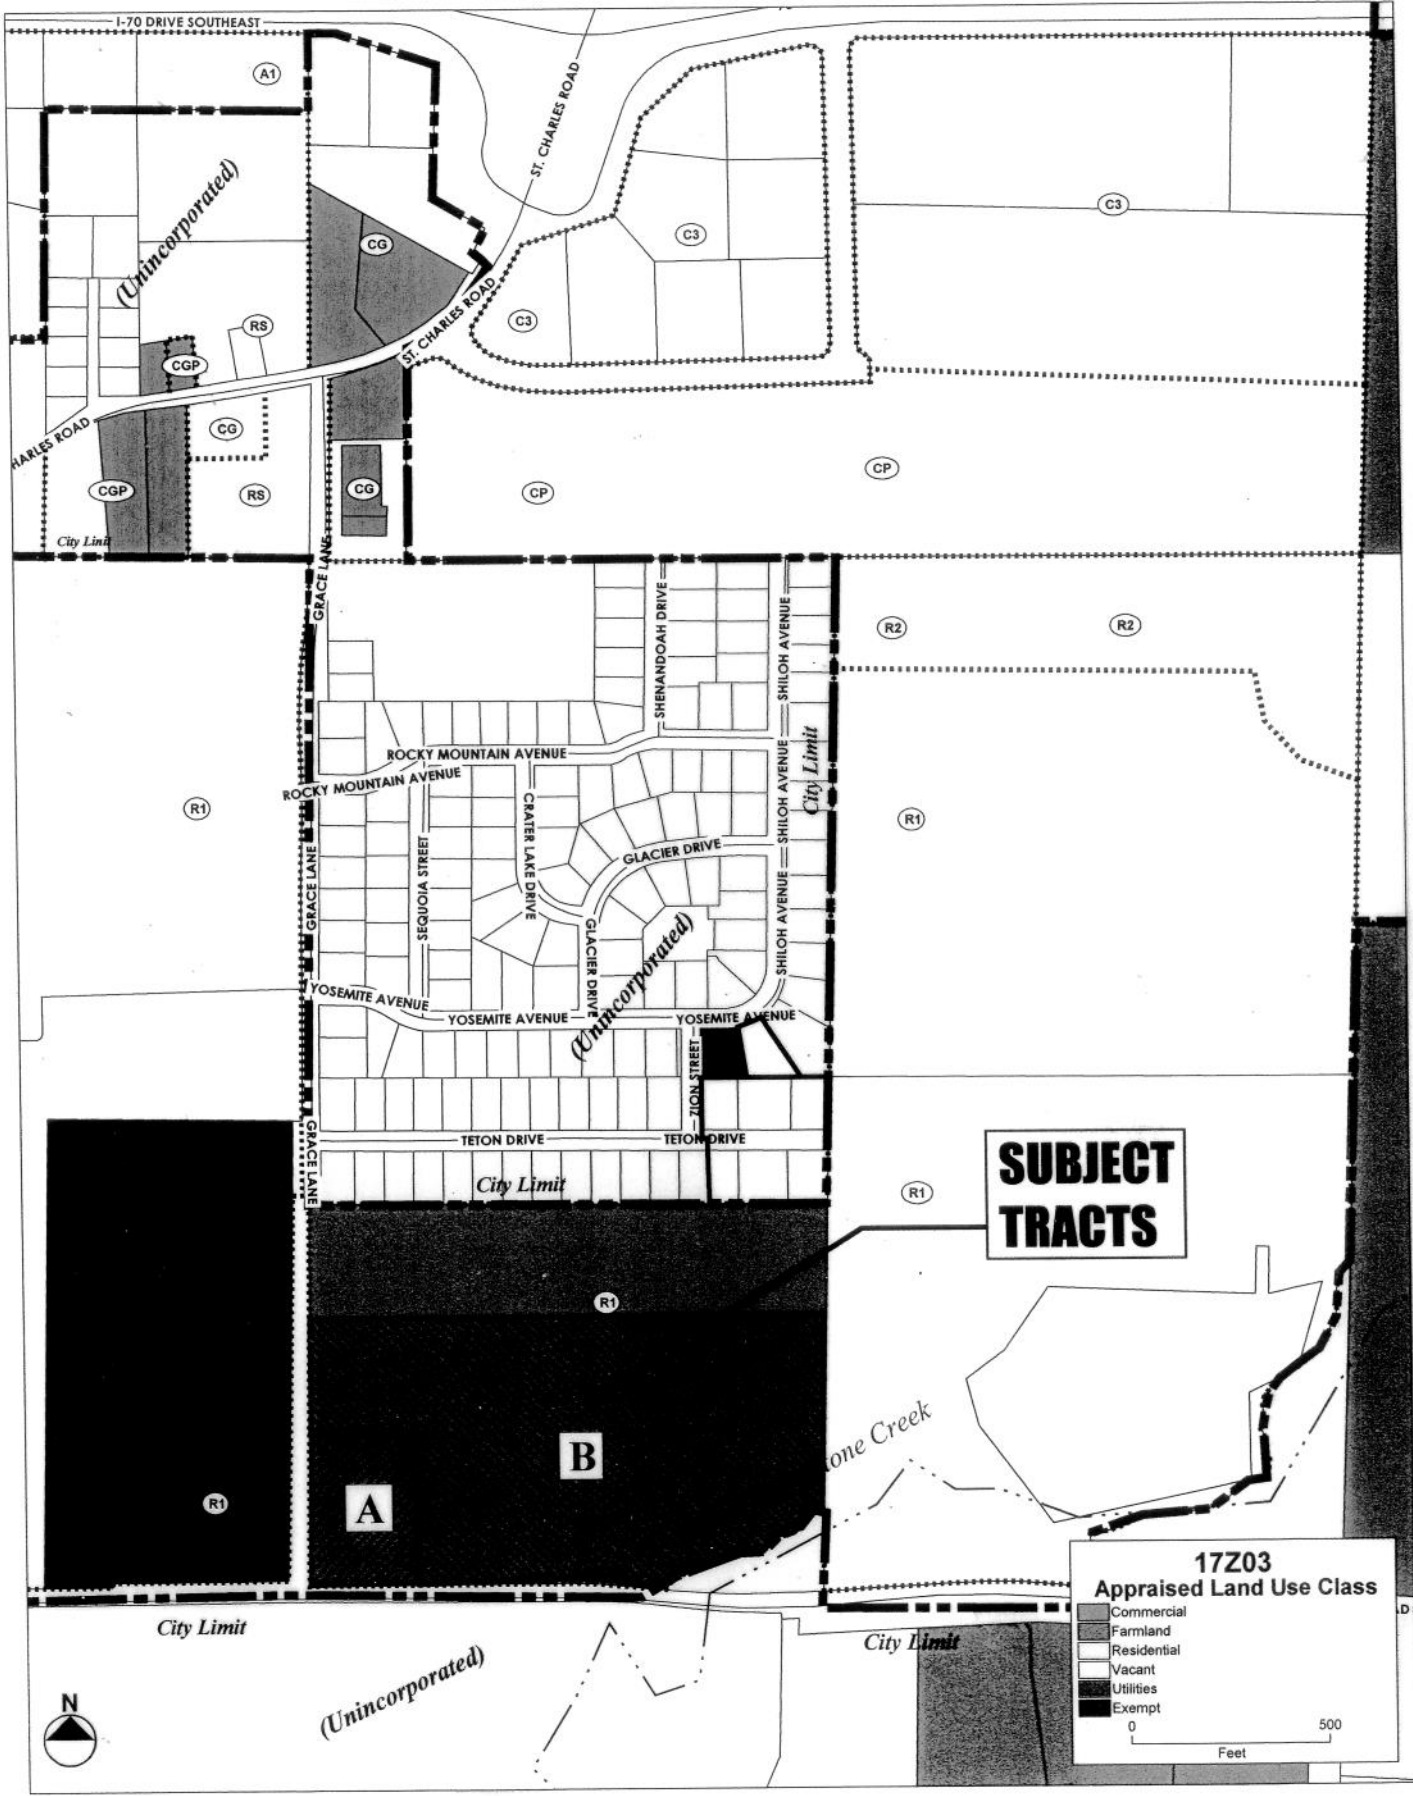 I-70 DRIVE SOUTHEAST
A1
ST. CHARLES ROAD
(Unincorporated)
CG
C3
C3
ST. CHARLES ROAD
C3
RS
CGP
CG
HARLES ROAD
CGP
RS
CG
CP
CP
City Linit
GRACE LANE
SHENANDOAH DRIVE
SHILOH AVENUE
R2
R2
ROCKY MOUNTAIN AVENUE
ROCKY MOUNTAIN AVENUE
SHILOH AVENUE
City Limit
R1
CRATER LAKE DRIVE
R1
GLACIER DRIVE
SEQUOIA STREET
GRACE LANE
SHILOH AVENUE
GLACIER DRIVE
(Unincorporated)
YOSEMITE AVENUE
YOSEMITE AVENUE
YOSEMITE AVENUE
ZION STREET
GRACE LANE
TETON DRIVE
TETON DRIVE
City Limit
R1
SUBJECT
TRACTS
R1
tone Creek
B
A
R1
17Z03
Appraised Land Use Class
Commercial
Farmland
Residential
Vacant
Utilities
Exempt
0
500
Feet
AD
City Limit
City Limit
(Unincorporated)
N